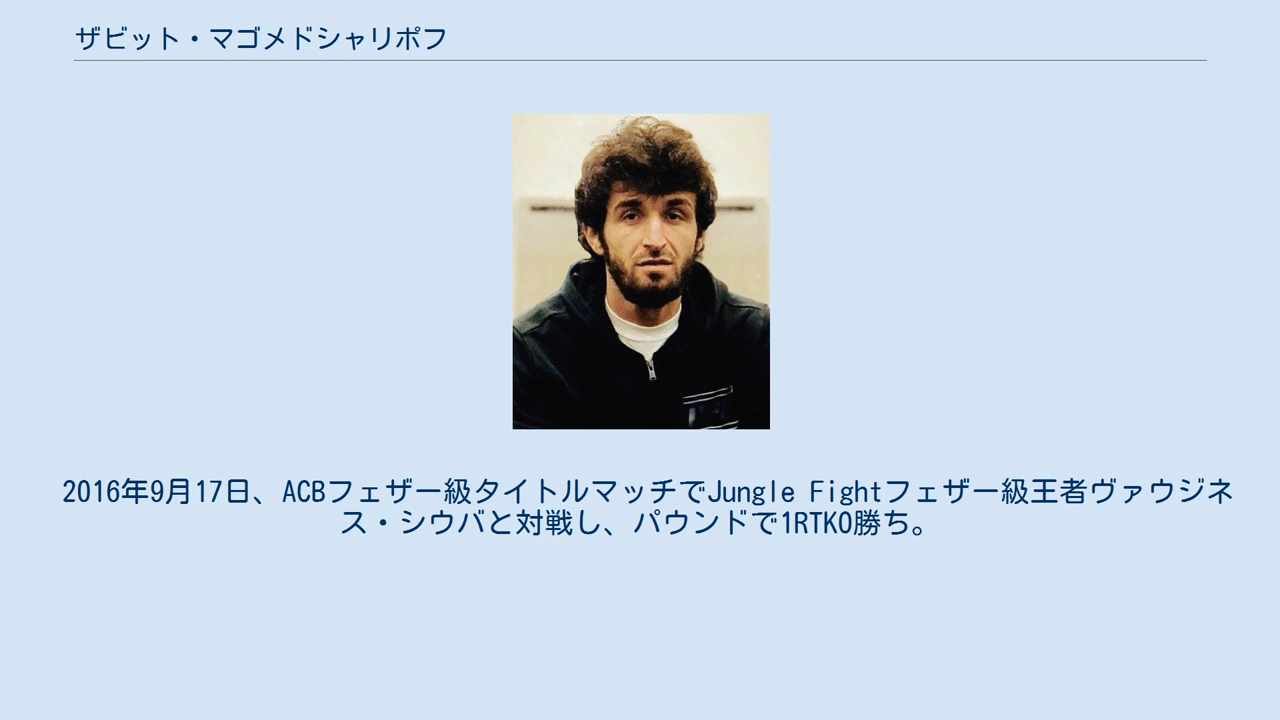 ザビット・マゴメドシャリポフ
2016年9月17日、ACBフェザー級タイトルマッチでJungle Fightフェザー級王者ヴァウジネ
ス・シウバと対戦し、パウンドで1RTKO勝ち。